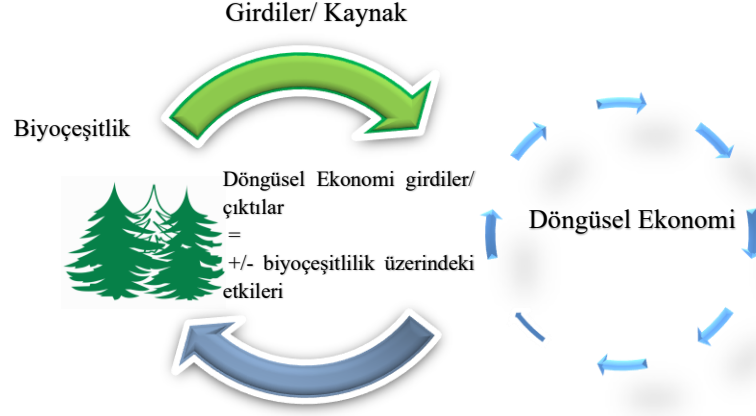 Girdiler/ Kaynak
Biyoçeşitlik
Döngüsel Ekonomi girdiler/
çıktılar
=
+/- biyoçeşitlilik üzerindeki
etkileri
Döngüsel Ekonomi